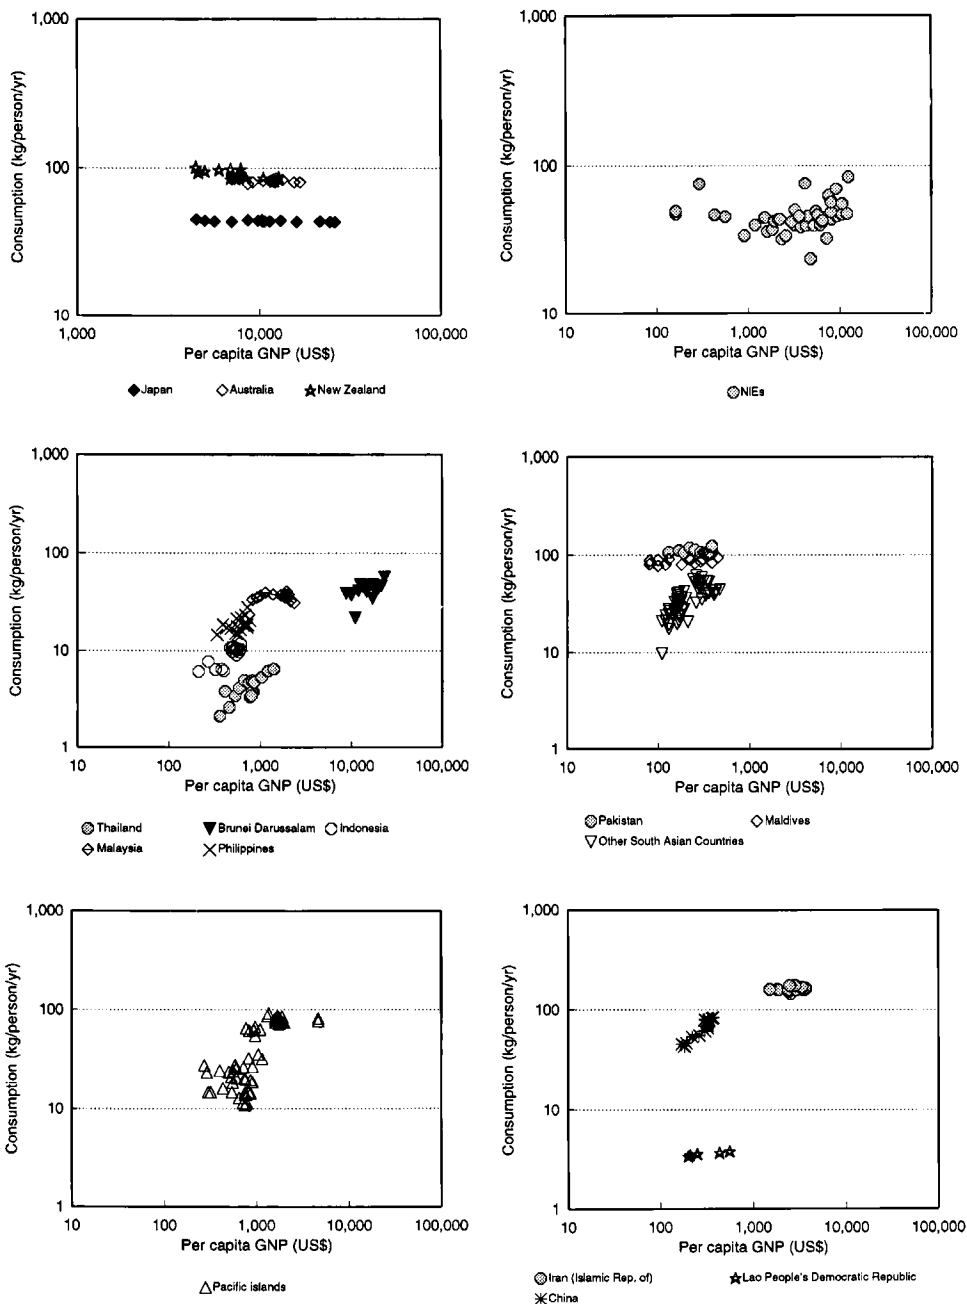 1,000
100
10
Consumption (kg/person/yr)
1,000 10,000 100,000
Per capita GNP (US$)
Japan Australia New Zealand
1,000
100
10
Consumption (kg/person/yr)
10 100 1,000 10,000 100,000
Per capita GNP (US$)
NIEs
1,000
100
10
1
Consumption (kg/person/yr)
10 100 1,000 10,000 100,000
Per capita GNP (US$)
Thailand Brunei Darussalam Indonesia
Malaysia Philippines
1,000
100
10
1
Consumption (kg/person/yr)
10 100 1,000 10,000 100,000
Per capita GNP (US$)
Pakistan Maldives
Other South Asian Countries
1,000
100
10
1
Consumption (kg/person/yr)
10 100 1,000 10,000 100,000
Per capita GNP (US$)
Pacific islands
1,000
100
10
1
Consumption (kg/person/yr)
10 100 1,000 10,000 100,000
Per capita GNP (US$)
Iran (Islamic Rep. of) Lao People's Democratic Republic
China